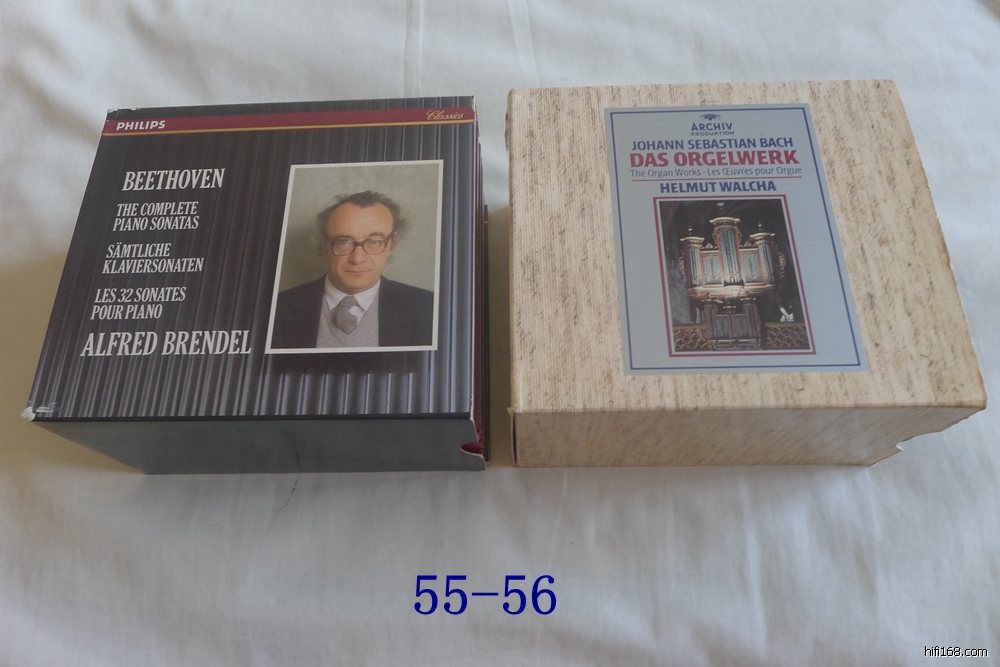 PHILIPS
Classics
BEETHOVEN
THE COMPLETE
PIANO SONATAS
SÄMTLICHE
KLAVIERSONATEN
LES 32 SONATES
POUR PIANO
ALFRED BRENDEL
ARCHIV
PRODUKTION
JOHANN SEBASTIAN BACH
DAS ORGELWERK
The Organ Works · Les Œuvres pour Orgue
HELMUT WALCHA
55-56
hifi168.com